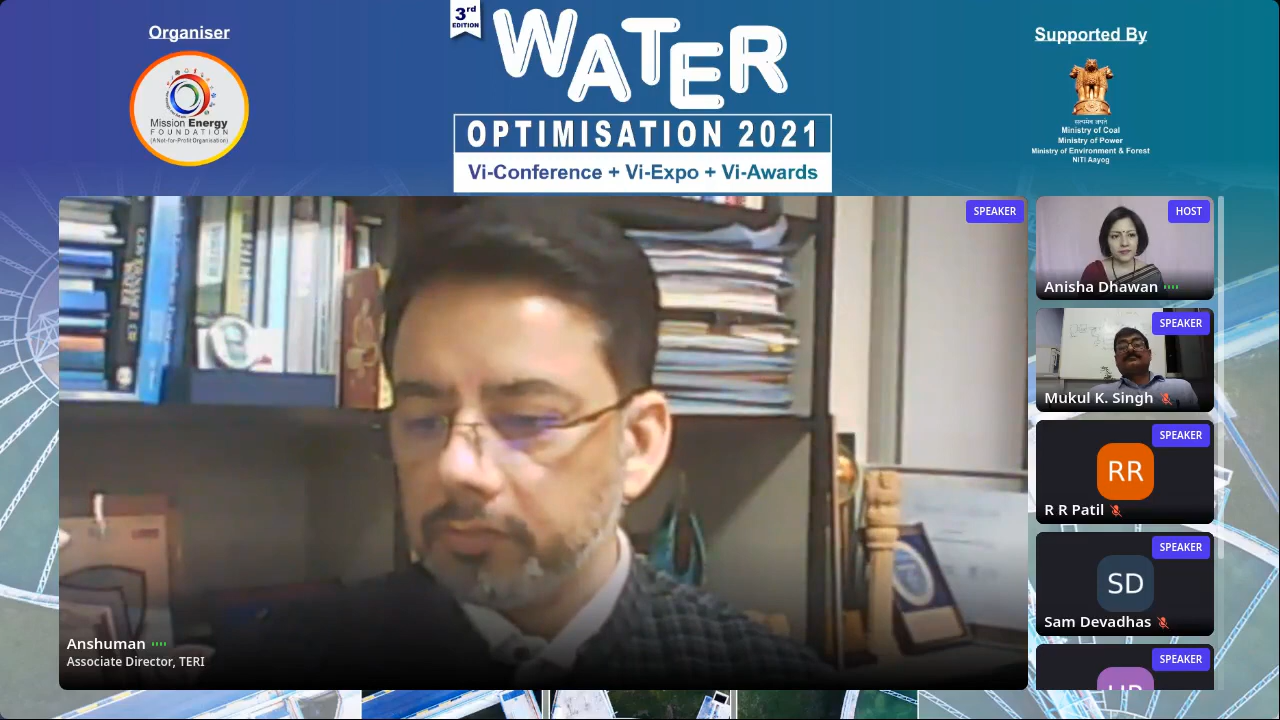 Organiser
Mission Energy
FOUNDATION
(A Not-for-Profit Organisation)
3rd
EDITION
WATER
OPTIMISATION 2021
Vi-Conference + Vi-Expo + Vi-Awards
Supported By
सत्यमेव जयते
Ministry of Coal
Ministry of Power
Ministry of Environment & Forest
NITI Aayog
SPEAKER
Anshuman
Associate Director, TERI
HOST
Anisha Dhawan
SPEAKER
Mukul K. Singh
SPEAKER
RR
R R Patil
SPEAKER
SD
Sam Devadhas
SPEAKER